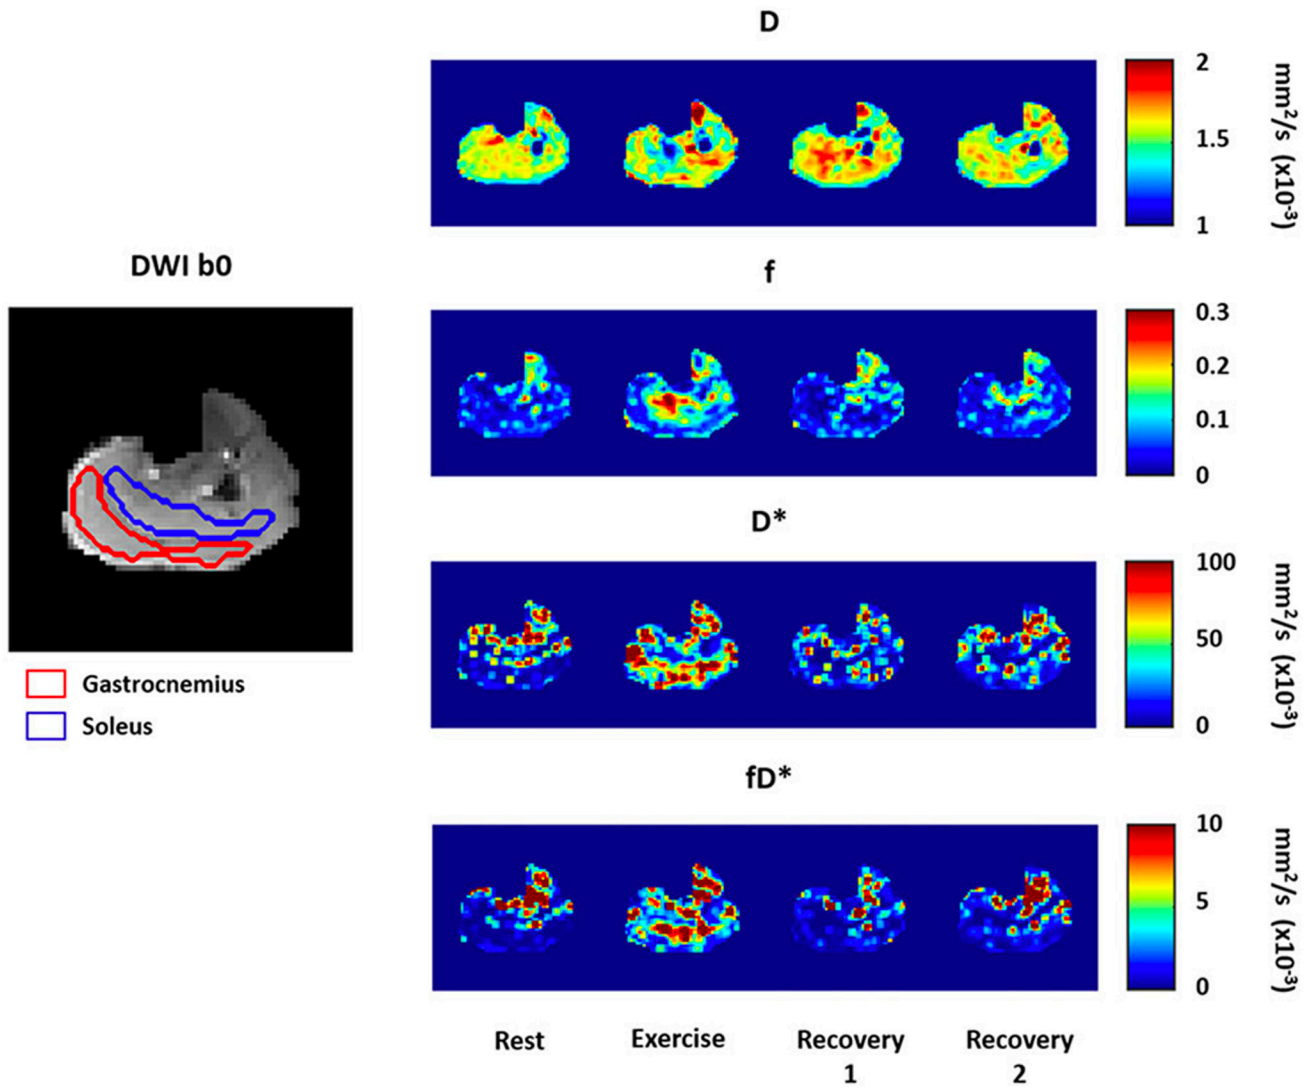 D
2
1.5
1
mm²/s (x10⁻³)
DWI b0
f
0.3
0.2
0.1
0
D*
100
50
0
mm²/s (x10⁻³)
Gastrocnemius
Soleus
fD*
10
5
0
mm²/s (x10⁻³)
Rest
Exercise
Recovery
1
Recovery
2